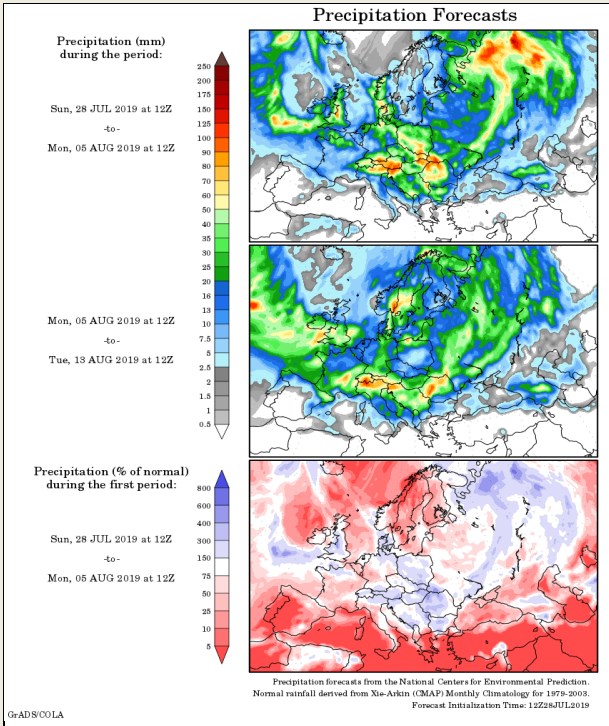 Precipitation Forecasts
Precipitation (mm)
during the period:
Sun, 28 JUL 2019 at 12Z
-to-
Mon, 05 AUG 2019 at 12Z
250
200
175
150
125
100
90
80
70
60
50
40
35
30
25
20
16
13
10
7.5
5
2.5
2
1.5
1
0.5
Mon, 05 AUG 2019 at 12Z
-to-
Tue, 13 AUG 2019 at 12Z
Precipitation (% of normal)
during the first period:
Sun, 28 JUL 2019 at 12Z
-to-
Mon, 05 AUG 2019 at 12Z
800
600
400
300
150
75
50
25
10
5
Precipitation forecasts from the National Centers for Environmental Prediction.
Normal rainfall derived from Xie-Arkin (CMAP) Monthly Climatology for 1979-2003.
Forecast Initialization Time: 12Z28JUL2019
GrADS/COLA